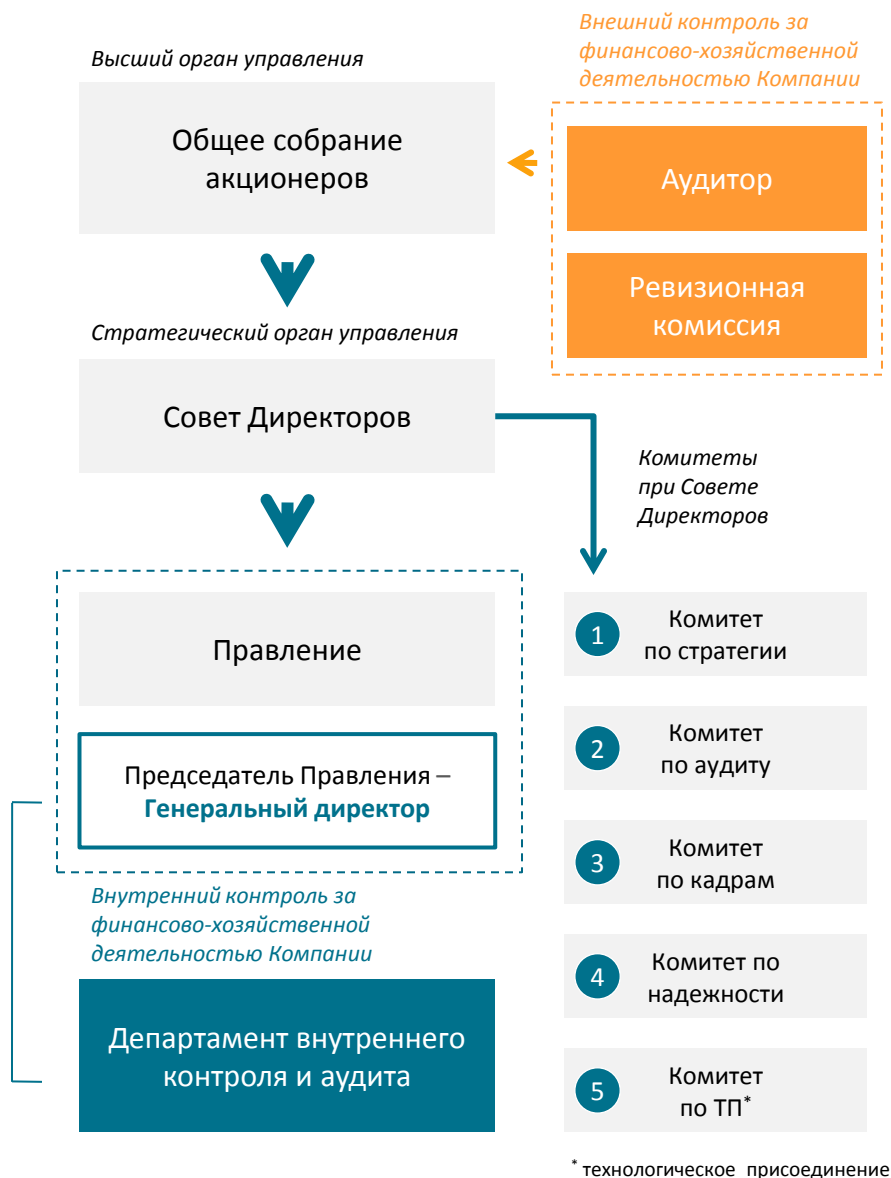 Высший орган управления
Общее собрание
акционеров
Внешний контроль за
финансово-хозяйственной
деятельностью Компании
Аудитор
Ревизионная
комиссия
Стратегический орган управления
Совет Директоров
Комитеты
при Совете
Директоров
Правление
Председатель Правления –
Генеральный директор
Внутренний контроль за
финансово-хозяйственной
деятельностью Компании
Департамент внутреннего
контроля и аудита
1
Комитет
по стратегии
2
Комитет
по аудиту
3
Комитет
по кадрам
4
Комитет по
надежности
5
Комитет
по ТП*
* технологическое присоединение